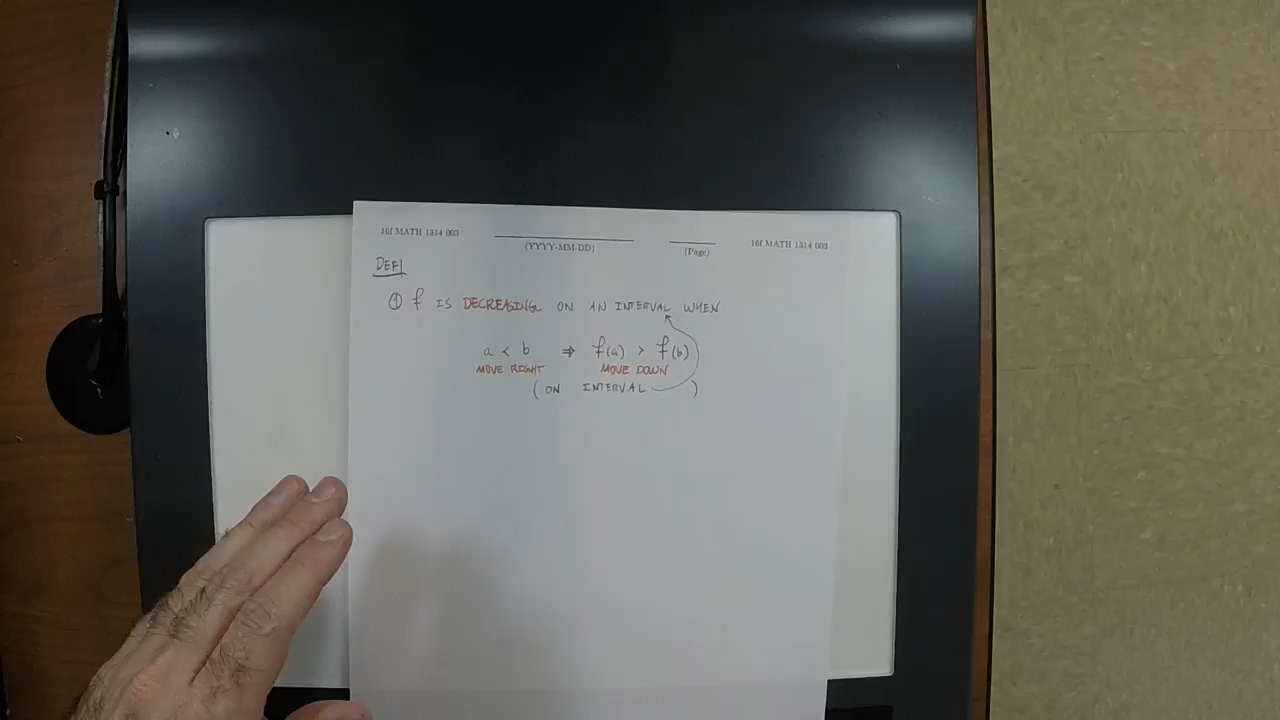 16f MATH 1314 003 (YYYY-MM-DD) (Page) 16f MATH 1314 003
DEF
① f IS DECREASING ON AN INTERVAL WHEN
a < b ⇒ f(a) > f(b)
MOVE RIGHT MOVE DOWN
( ON INTERVAL )